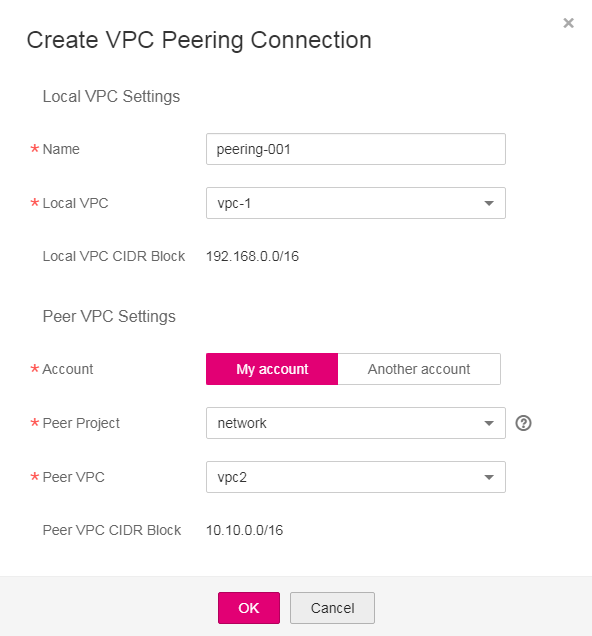 ×
Create VPC Peering Connection
Local VPC Settings
* Name peering-001
* Local VPC vpc-1
Local VPC CIDR Block 192.168.0.0/16
Peer VPC Settings
* Account My account Another account
* Peer Project network ?
* Peer VPC vpc2
Peer VPC CIDR Block 10.10.0.0/16
OK Cancel